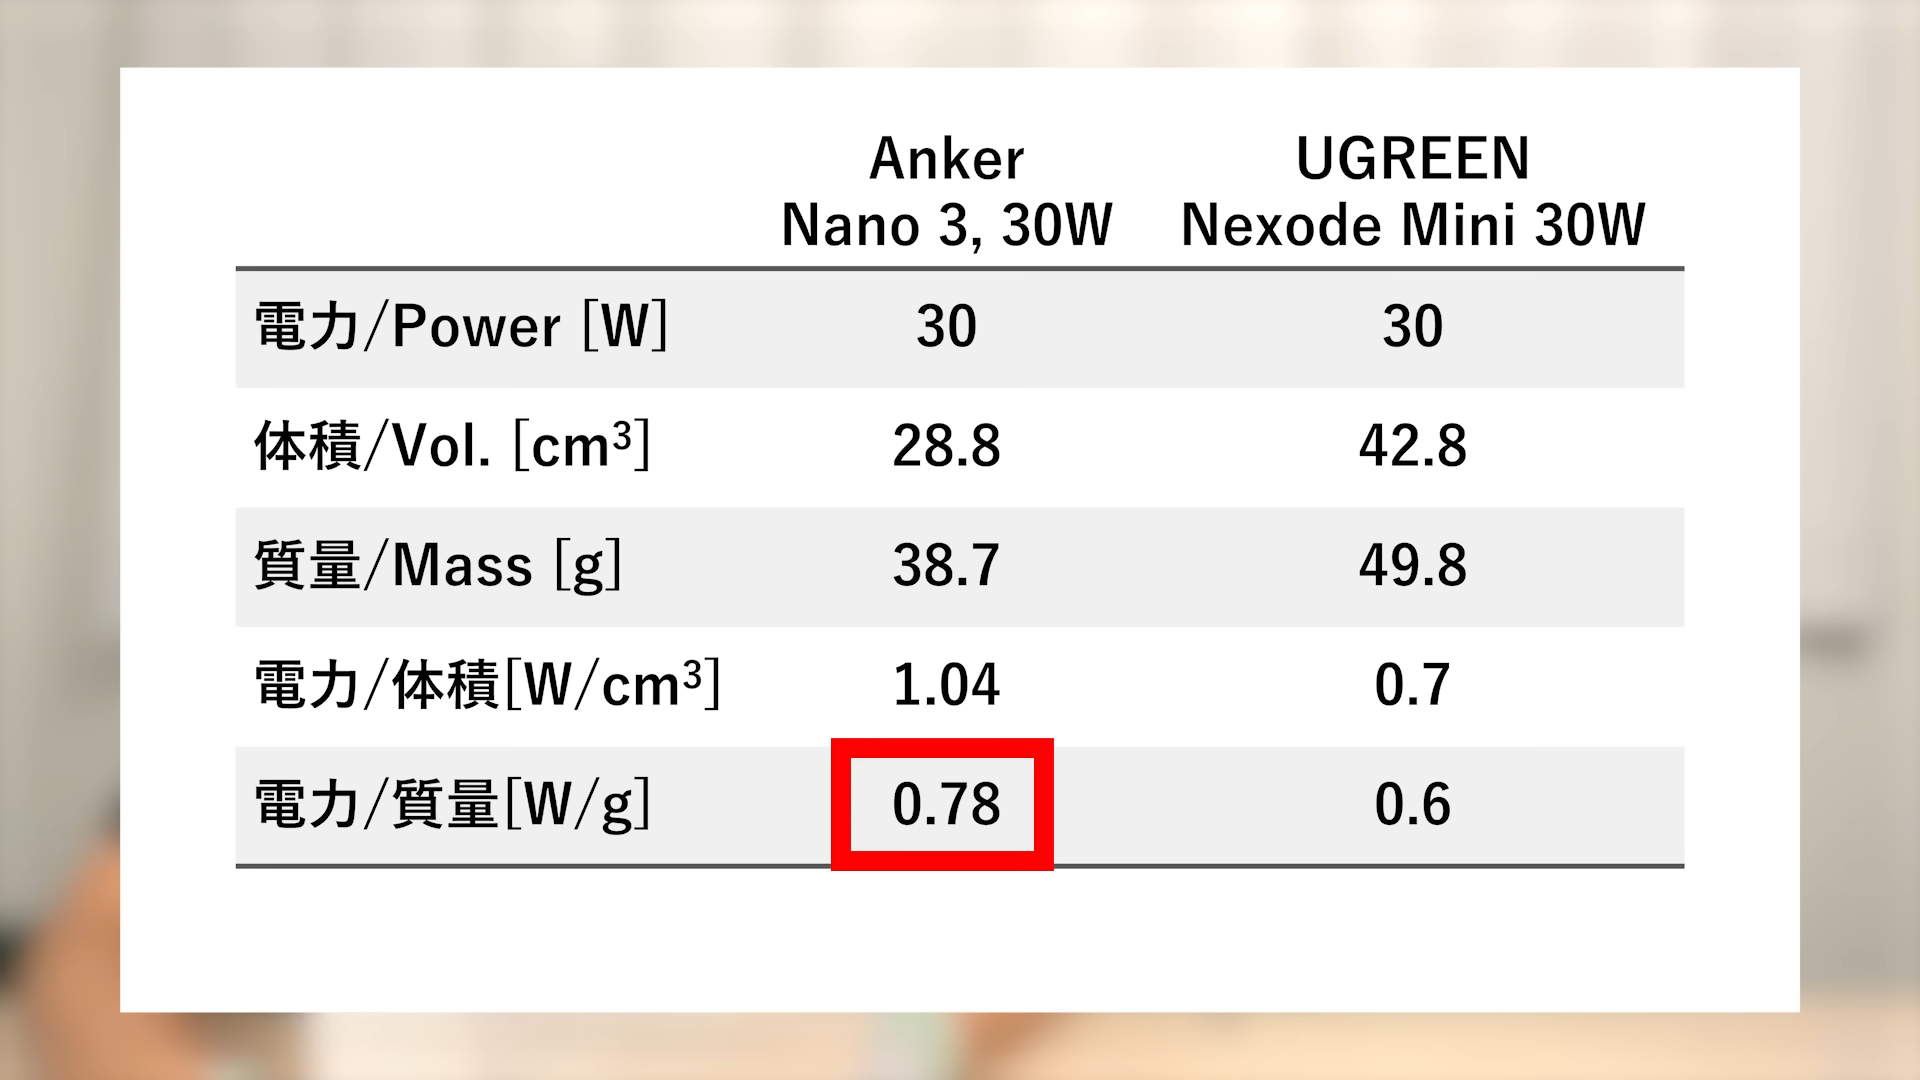 Anker
Nano 3, 30W
UGREEN
Nexode Mini 30W
電力/Power [W] 30 30
体積/Vol. [cm³] 28.8 42.8
質量/Mass [g] 38.7 49.8
電力/体積[W/cm³] 1.04 0.7
電力/質量[W/g] 0.78 0.6